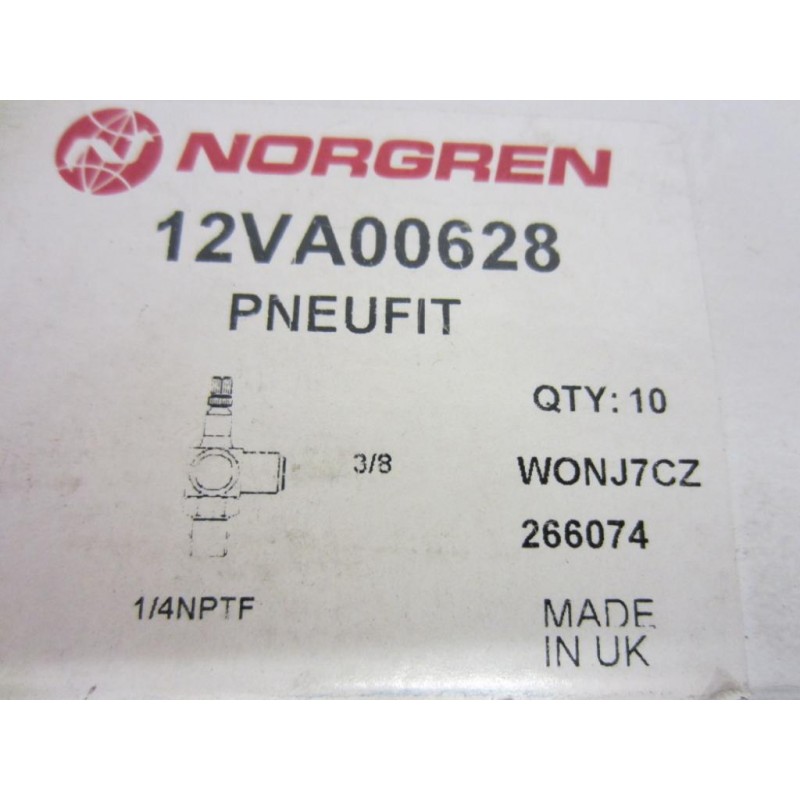 NORGREN
12VA00628
PNEUFIT
QTY: 10
3/8
WONJ7CZ
266074
1/4NPTF
MADE
IN UK